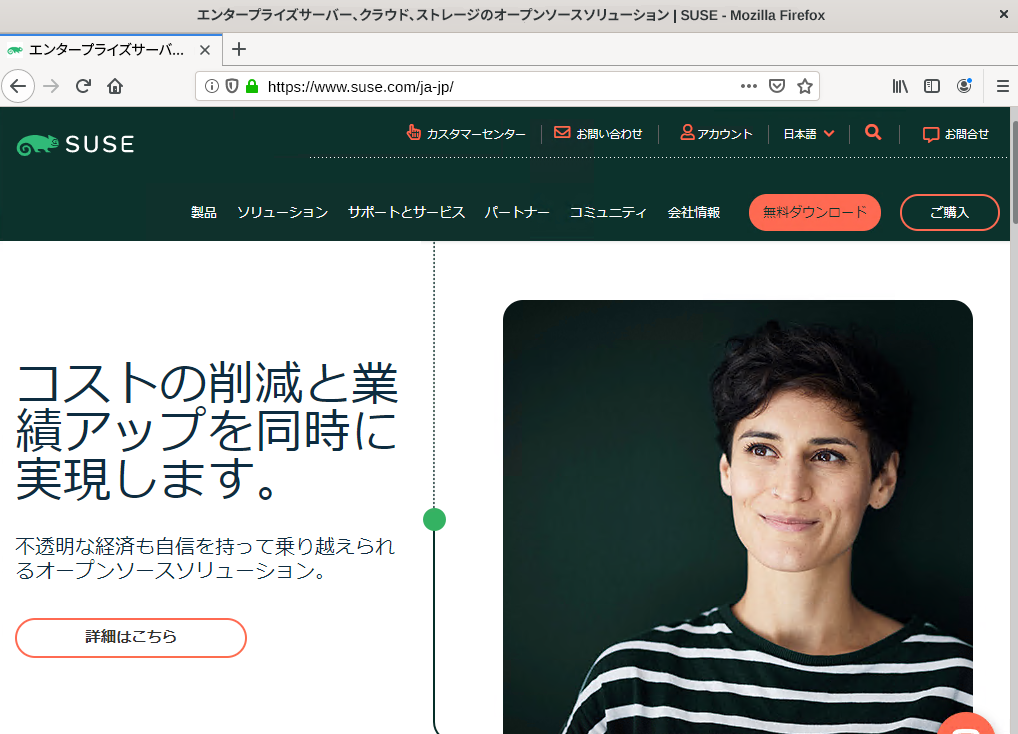 エンタープライズサーバー、クラウド、ストレージのオープンソースソリューション | SUSE - Mozilla Firefox
エンタープライズサーバ...
https://www.suse.com/ja-jp/
SUSE
カスタマーセンター
お問い合わせ
アカウント
日本語
お問合せ
製品
ソリューション
サポートとサービス
パートナー
コミュニティ
会社情報
無料ダウンロード
ご購入
コストの削減と業
績アップを同時に
実現します。
不透明な経済も自信を持って乗り越えられ
るオープンソースソリューション。
詳細はこちら